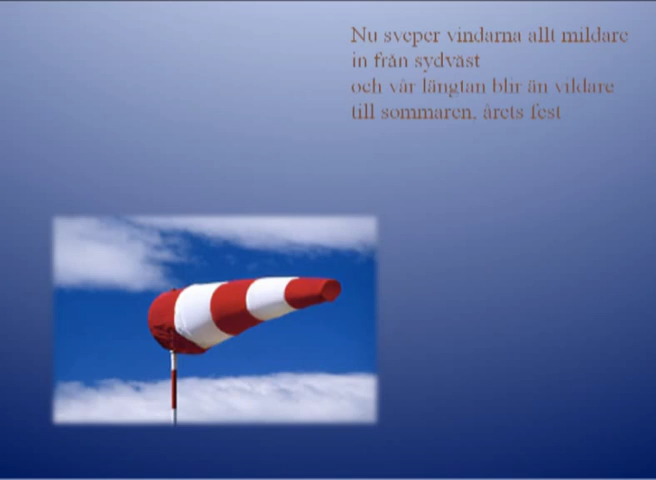 Nu sveper vindarna allt mildare
in från sydväst
och vår längtan blir än vildare
till sommaren, årets fest